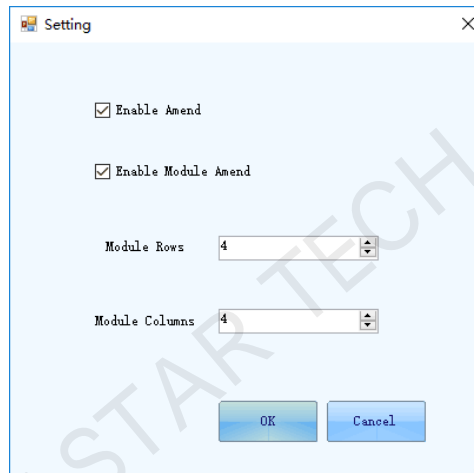 Setting
Enable Amend
Enable Module Amend
Module Rows 4
Module Columns 4
OK Cancel
STAR TECH